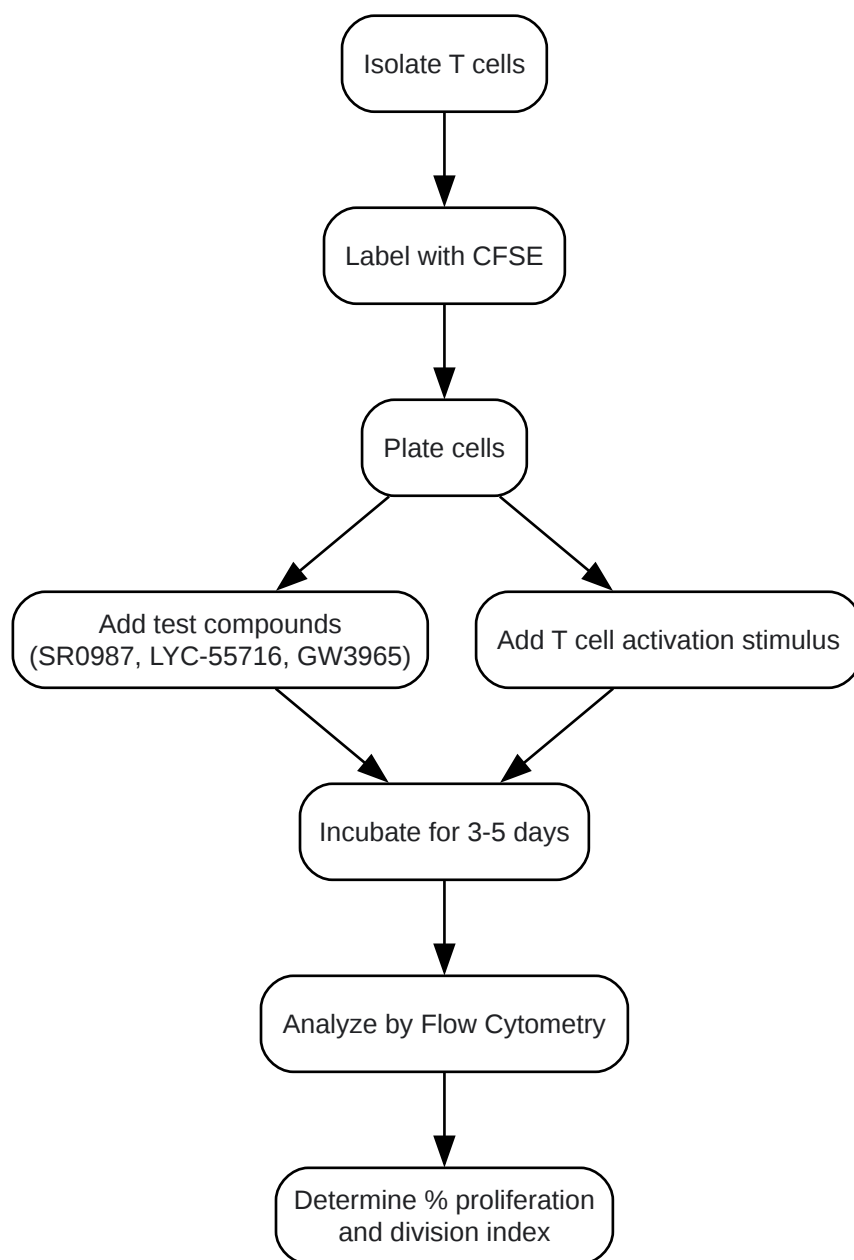 Isolate T cells
Label with CFSE
Plate cells
Add test compounds
(SR0987, LYC-55716, GW3965)
Add T cell activation stimulus
Incubate for 3-5 days
Analyze by Flow Cytometry
Determine % proliferation
and division index